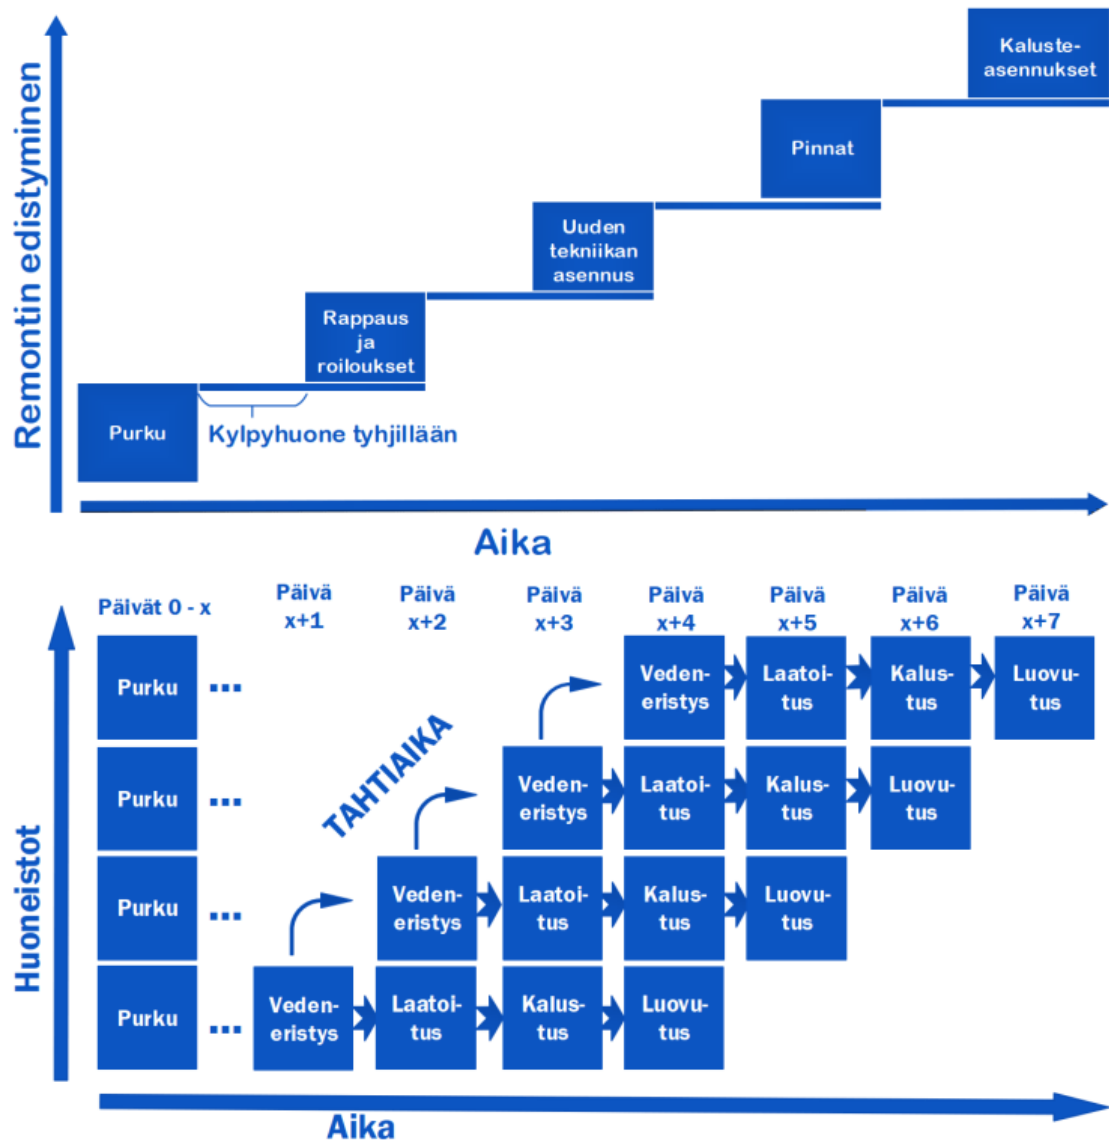 Remontin edistyminen
Kaluste-
asennukset
Pinnat
Uuden
tekniikan
asennus
Rappaus
ja
roiloukset
Purku
Kylpyhuone tyhjillään
Aika
Päivät 0 - x
Päivä
x+1
Päivä
x+2
Päivä
x+3
Päivä
x+4
Päivä
x+5
Päivä
x+6
Päivä
x+7
Huoneistot
TAHTIAIKA
Purku
...
Veden-
eristys
Laatoi-
tus
Kalus-
tus
Luovu-
tus
Purku
...
Veden-
eristys
Laatoi-
tus
Kalus-
tus
Luovu-
tus
Purku
...
Veden-
eristys
Laatoi-
tus
Kalus-
tus
Luovu-
tus
Purku
...
Veden-
eristys
Laatoi-
tus
Kalus-
tus
Luovu-
tus
Aika